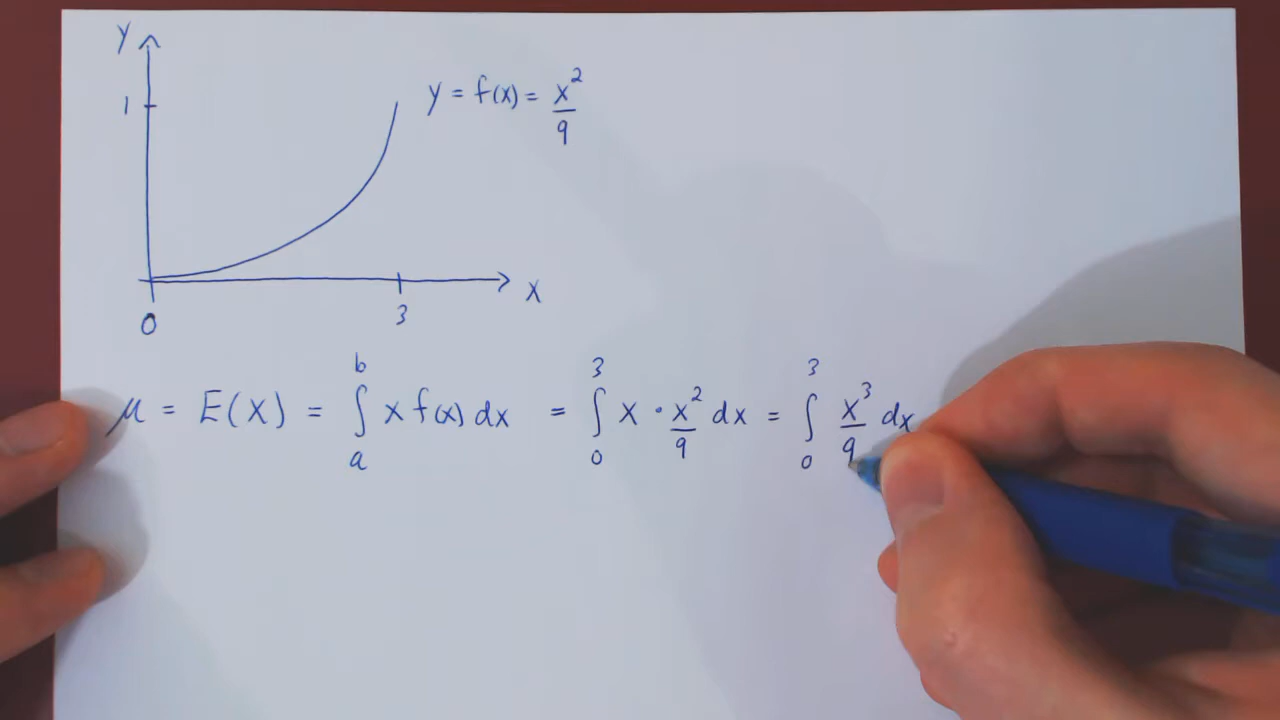 y
1
y = f(x) = x²/9
x
0
3
μ = E(X) = ∫ₐᵇ x f(x) dx = ∫₀³ x · x²/9 dx = ∫₀³ x³/9 dx